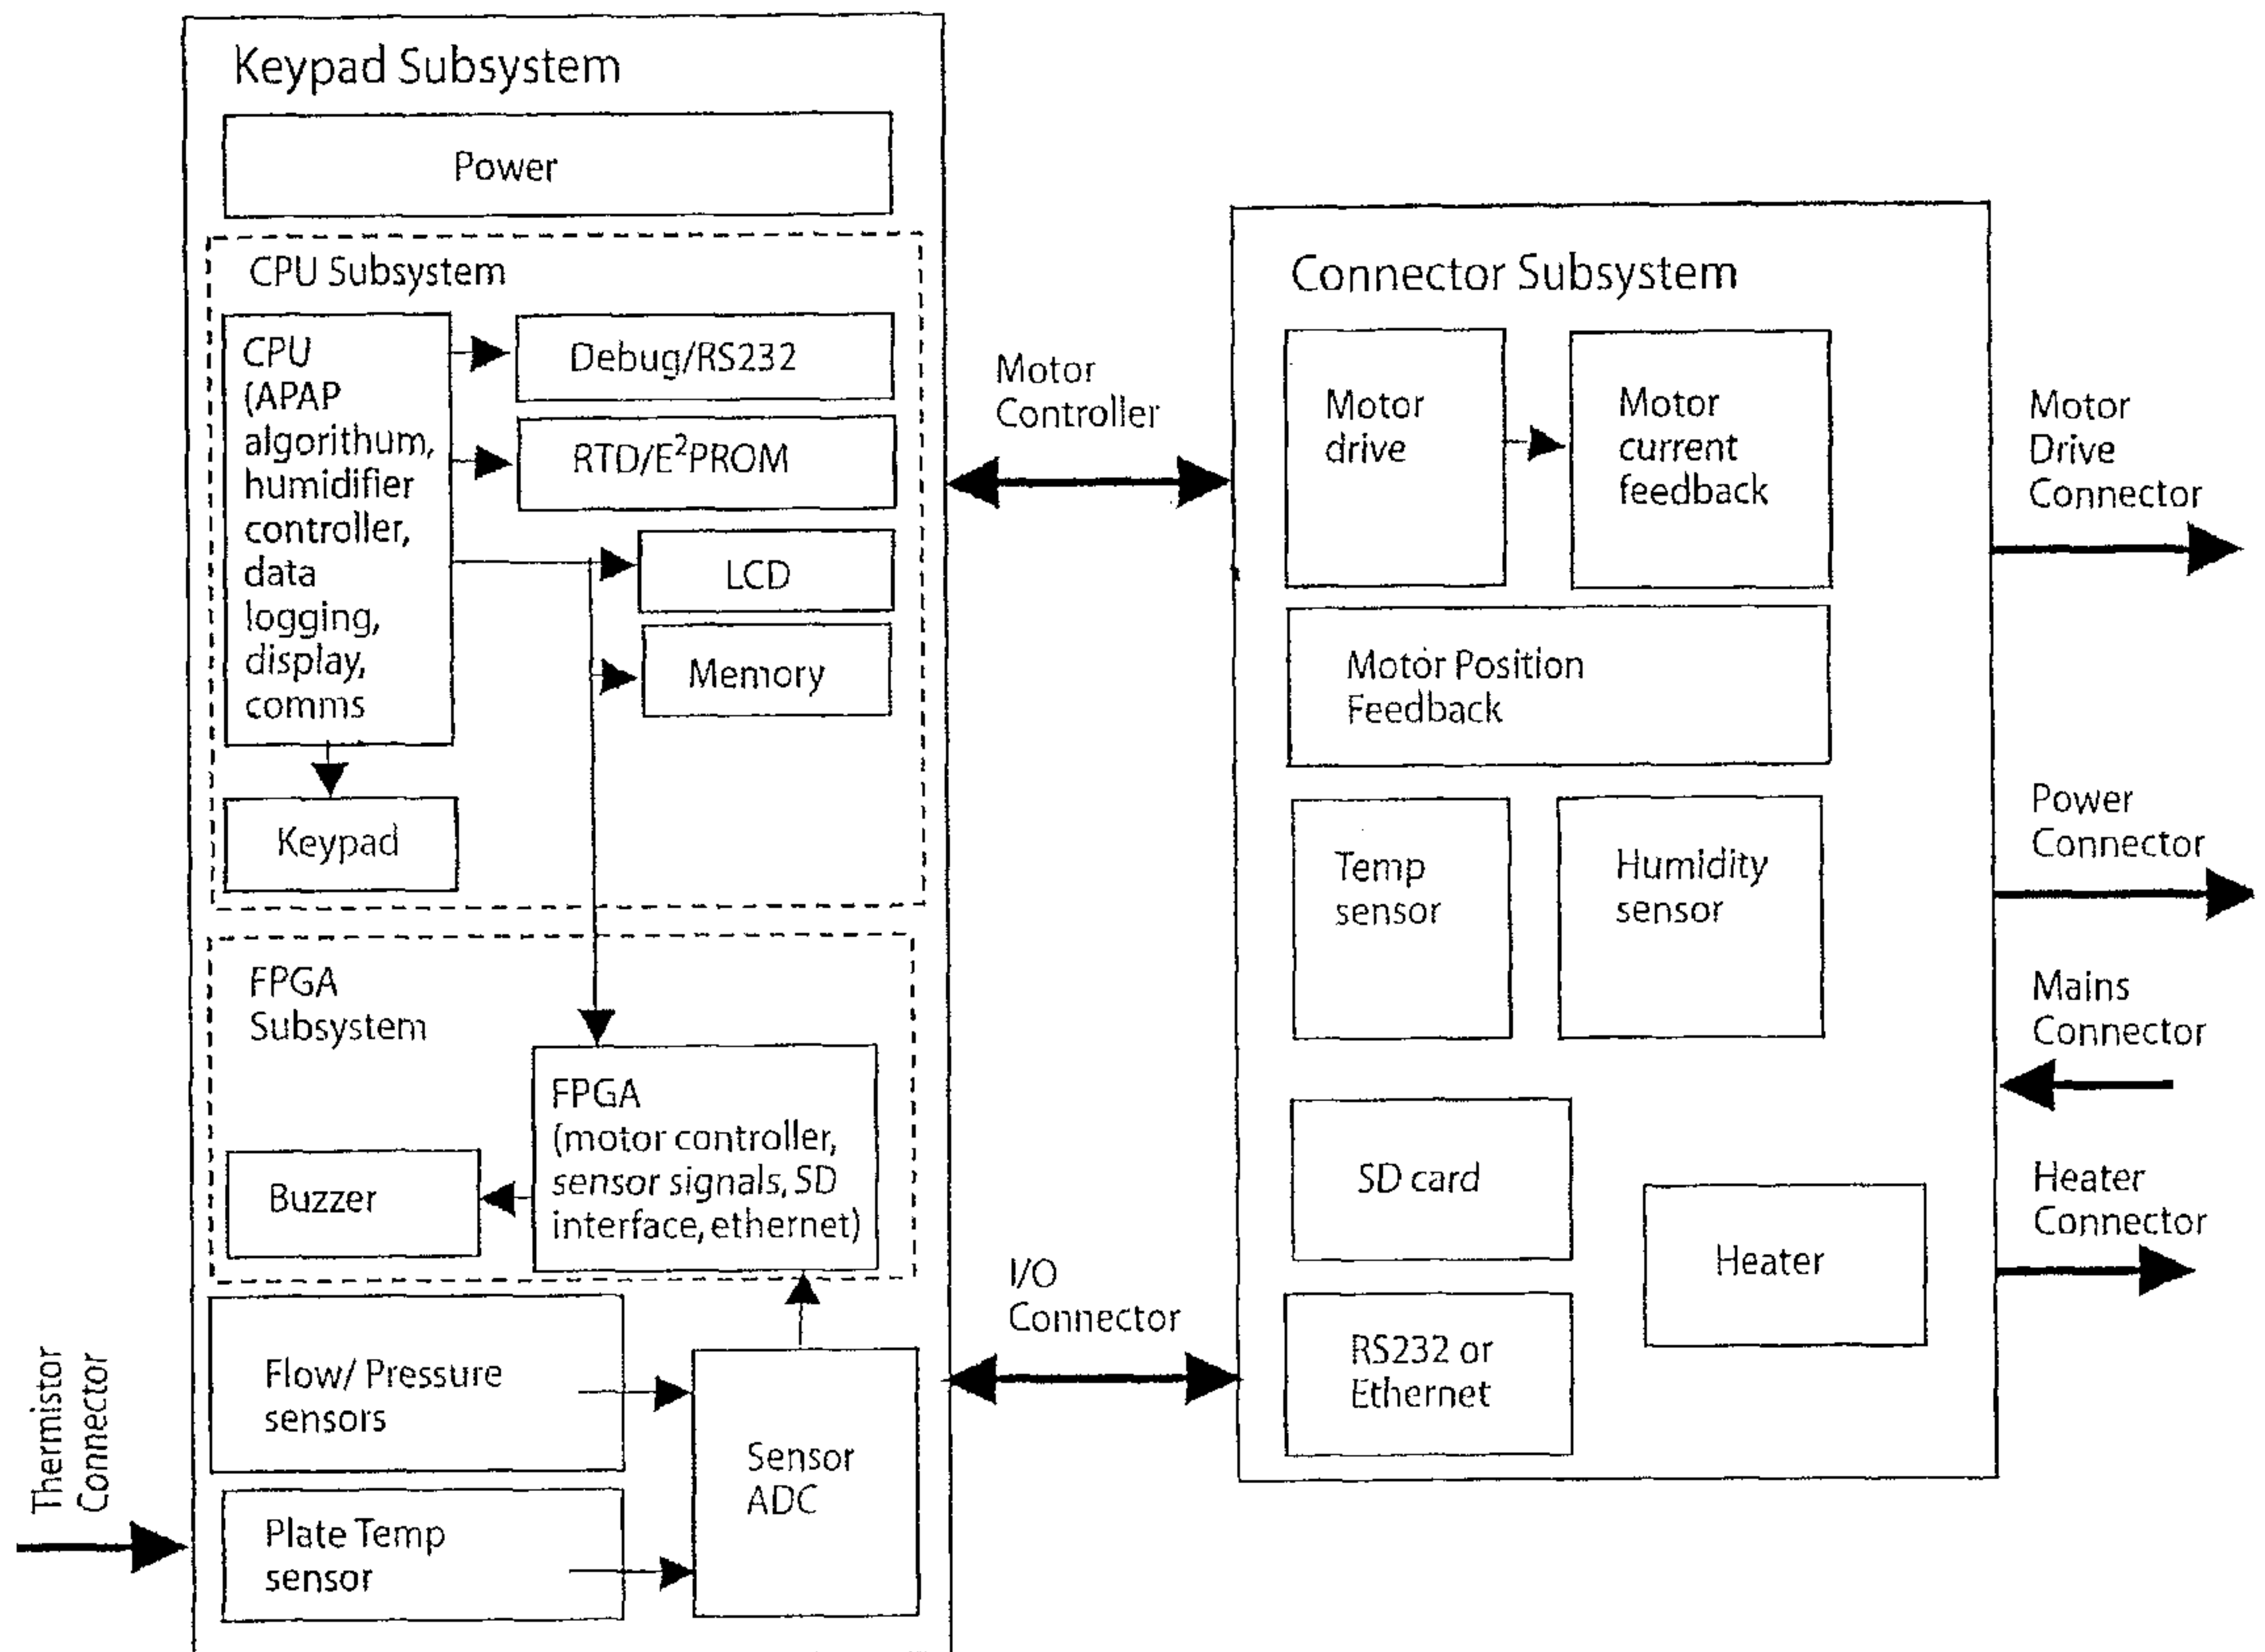 Keypad Subsystem
Power
CPU Subsystem
CPU
(APAP
algorithum,
humidifier
controller,
data
logging,
display,
comms
Debug/RS232
RTD/E²PROM
LCD
Memory
Keypad
FPGA
Subsystem
FPGA
(motor controller,
sensor signals, SD
interface, ethernet)
Buzzer
Flow/ Pressure
sensors
Plate Temp
sensor
Sensor
ADC
Thermistor
Connector
Motor
Controller
I/O
Connector
Connector Subsystem
Motor
drive
Motor
current
feedback
Motor Position
Feedback
Temp
sensor
Humidity
sensor
SD card
Heater
RS232 or
Ethernet
Motor
Drive
Connector
Power
Connector
Mains
Connector
Heater
Connector